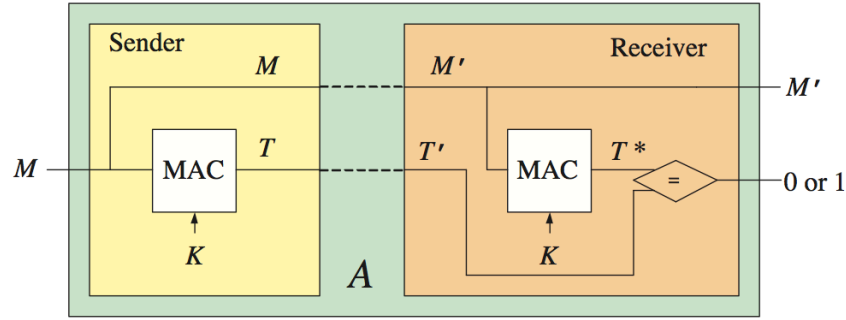 Sender
Receiver
M
M′
M′
M
MAC
T
T′
MAC
T*
=
0 or 1
K
A
K